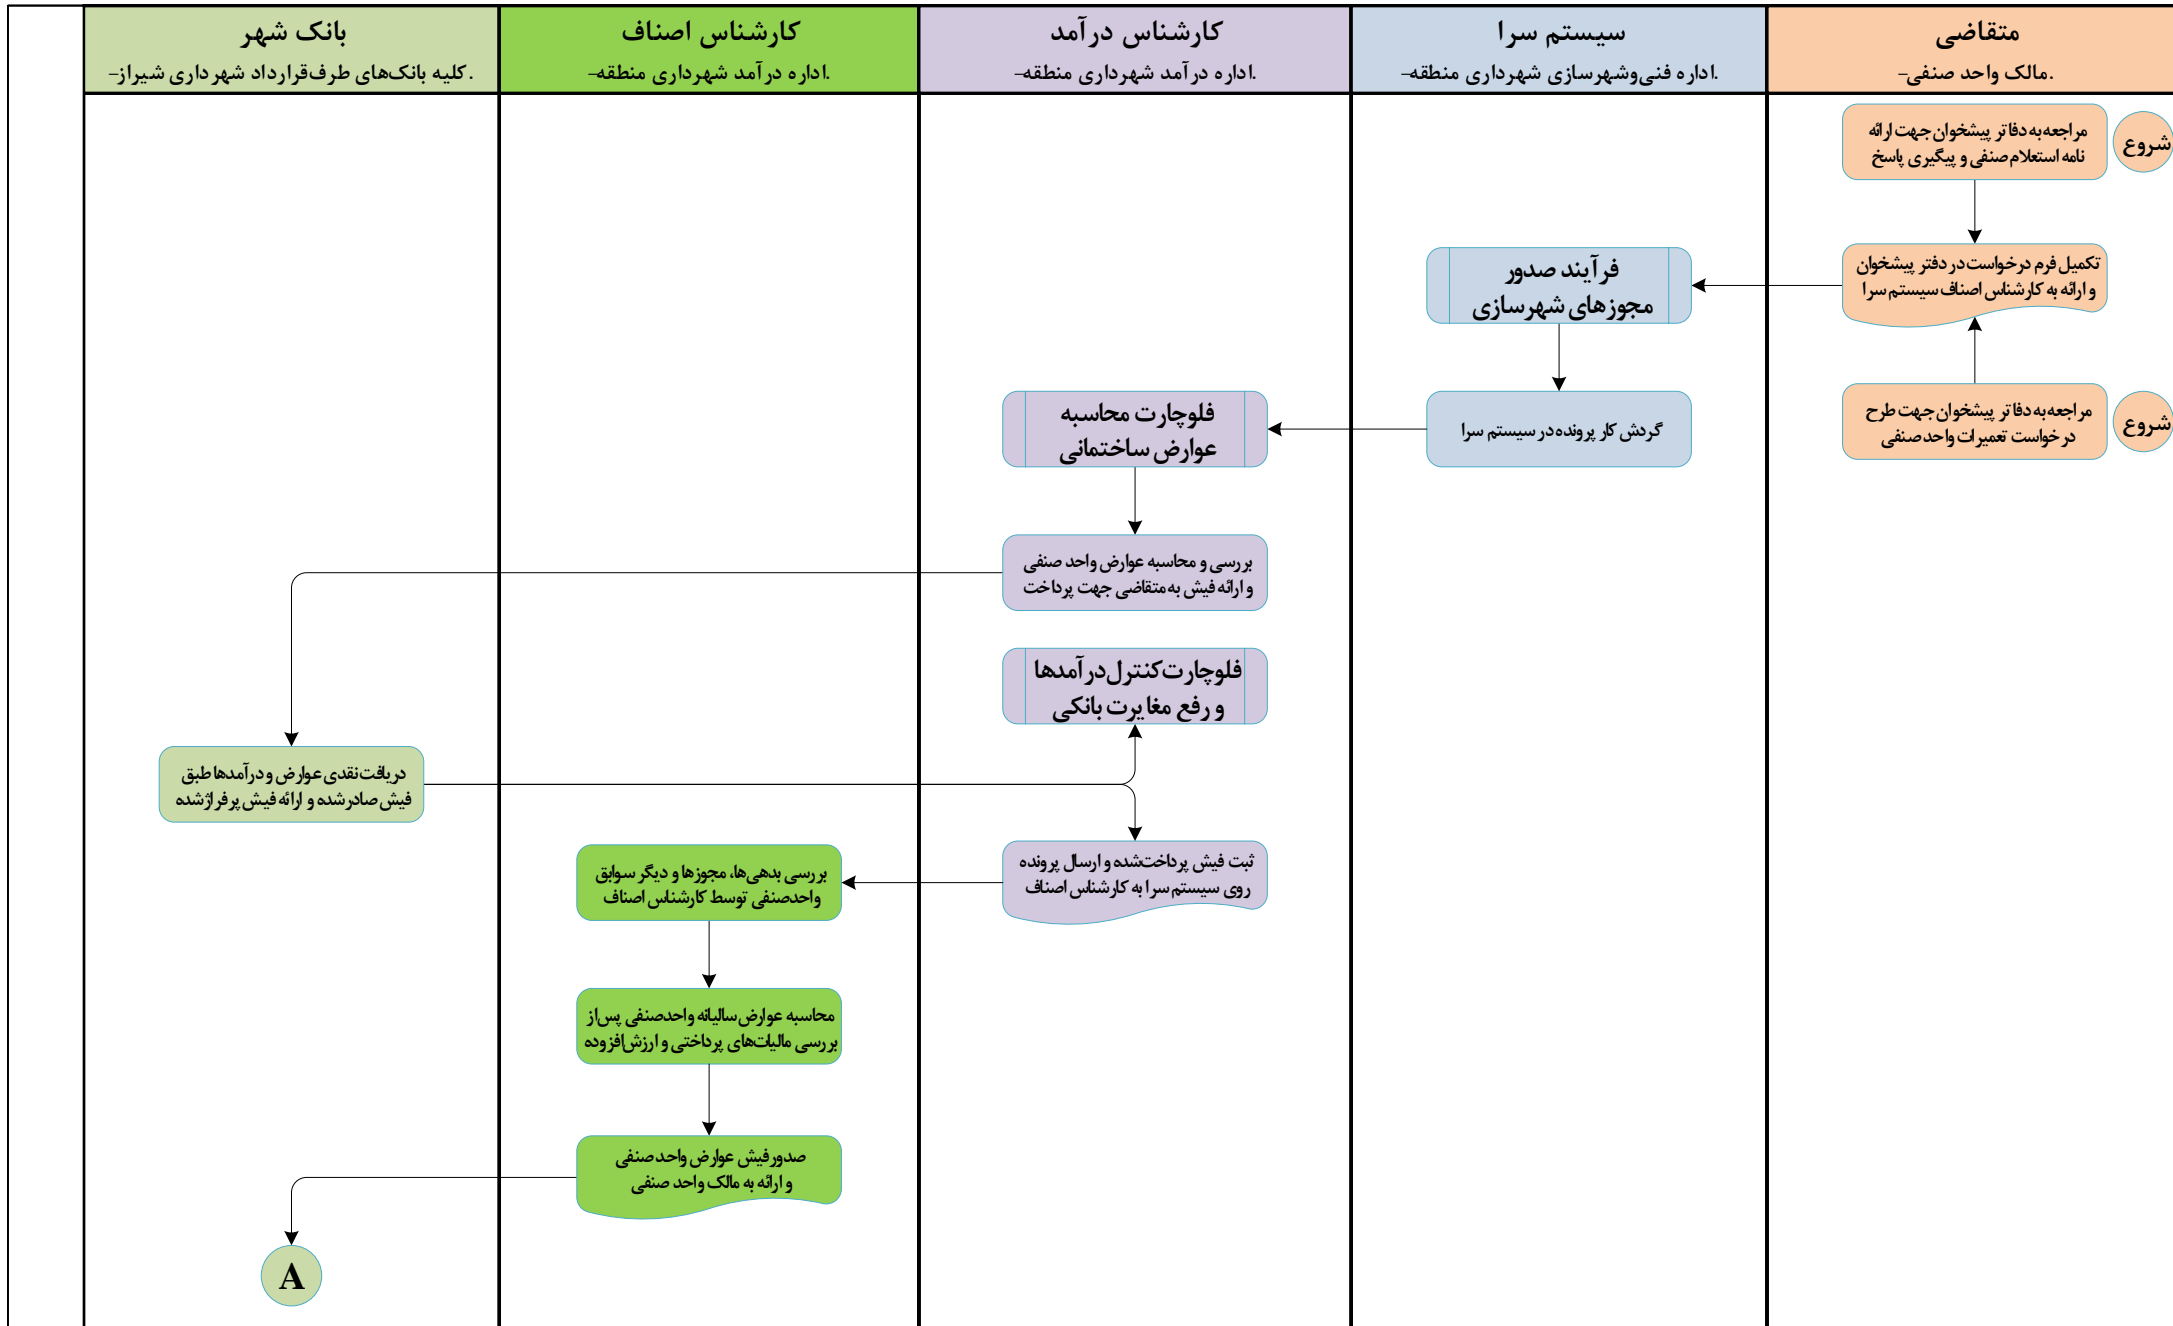 متقاضی
-مالک واحد صنفی.
سیستم سرا
-اداره فنی‌وشهرسازی شهرداری منطقه.
کارشناس درآمد
-اداره درآمد شهرداری منطقه.
کارشناس اصناف
-اداره درآمد شهرداری منطقه.
بانک شهر
-کلیه بانک‌های طرف‌قرارداد شهرداری شیراز.
شروع
مراجعه به دفاتر پیشخوان جهت ارائه
نامه استعلام صنفی و پیگیری پاسخ
تکمیل فرم درخواست در دفتر پیشخوان
و ارائه به کارشناس اصناف سیستم سرا
شروع
مراجعه به دفاتر پیشخوان جهت طرح
درخواست تعمیرات واحد صنفی
فرآیند صدور
مجوزهای شهرسازی
گردش کار پرونده در سیستم سرا
فلوچارت محاسبه
عوارض ساختمانی
بررسی و محاسبه عوارض واحد صنفی
و ارائه فیش به متقاضی جهت پرداخت
فلوچارت کنترل درآمدها
و رفع مغایرت بانکی
دریافت نقدی عوارض و درآمدها طبق
فیش صادرشده و ارائه فیش پرفراژشده
ثبت فیش پرداخت‌شده و ارسال پرونده
روی سیستم سرا به کارشناس اصناف
بررسی بدهی‌ها، مجوزها و دیگر سوابق
واحدصنفی توسط کارشناس اصناف
محاسبه عوارض سالیانه واحدصنفی پس‌از
بررسی مالیات‌های پرداختی و ارزش‌افزوده
صدور فیش عوارض واحد صنفی
و ارائه به مالک واحد صنفی
A